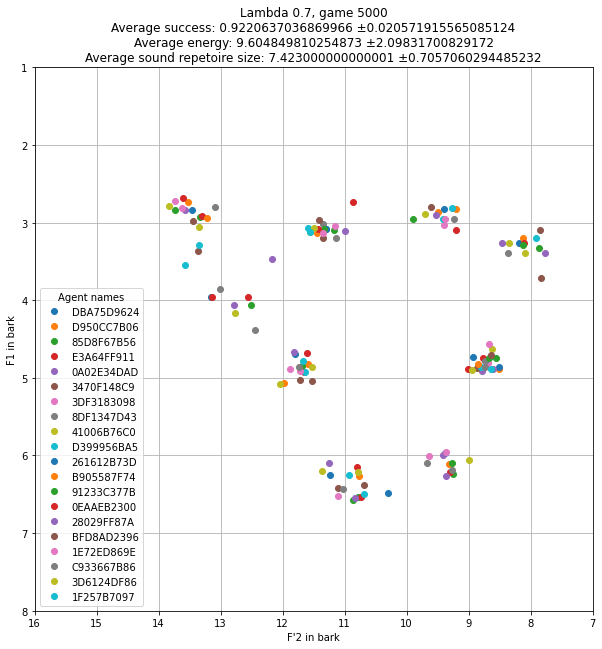 Lambda 0.7, game 5000
Average success: 0.9220637036869966 ±0.020571915565085124
Average energy: 9.604849810254873 ±2.09831700829172
Average sound repetoire size: 7.423000000000001 ±0.7057060294485232
1
2
3
4
5
6
7
8
F1 in bark
Agent names
DBA75D9624
D950CC7B06
85D8F67B56
E3A64FF911
0A02E34DAD
3470F148C9
3DF3183098
8DF1347D43
41006B76C0
D399956BA5
261612B73D
B905587F74
91233C377B
0EAAEB2300
28029FF87A
BFD8AD2396
1E72ED869E
C933667B86
3D6124DF86
1F257B7097
16 15 14 13 12 11 10 9 8 7
F'2 in bark